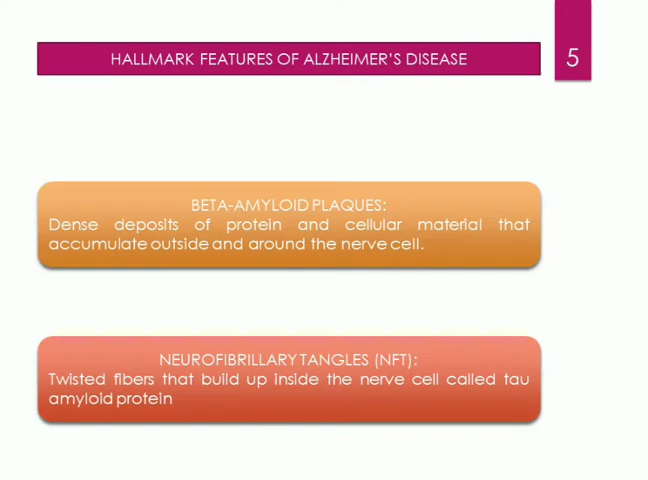 HALLMARK FEATURES OF ALZHEIMER'S DISEASE
5
BETA-AMYLOID PLAQUES:
Dense deposits of protein and cellular material that
accumulate outside and around the nerve cell.
NEUROFIBRILLARY TANGLES (NFT):
Twisted fibers that build up inside the nerve cell called tau
amyloid protein